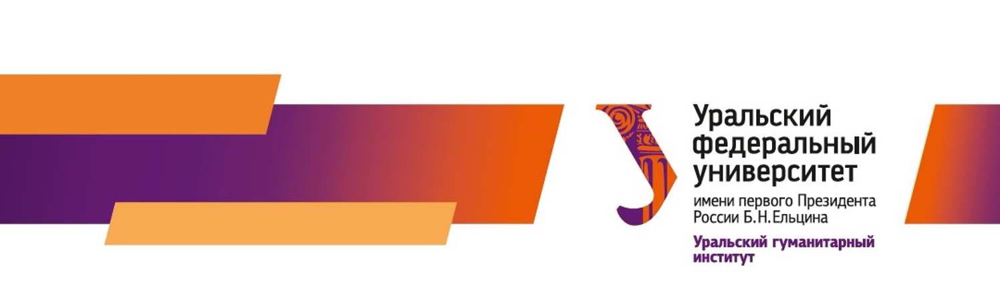 Уральский
федеральный
университет
имени первого Президента
России Б.Н.Ельцина
Уральский гуманитарный
институт